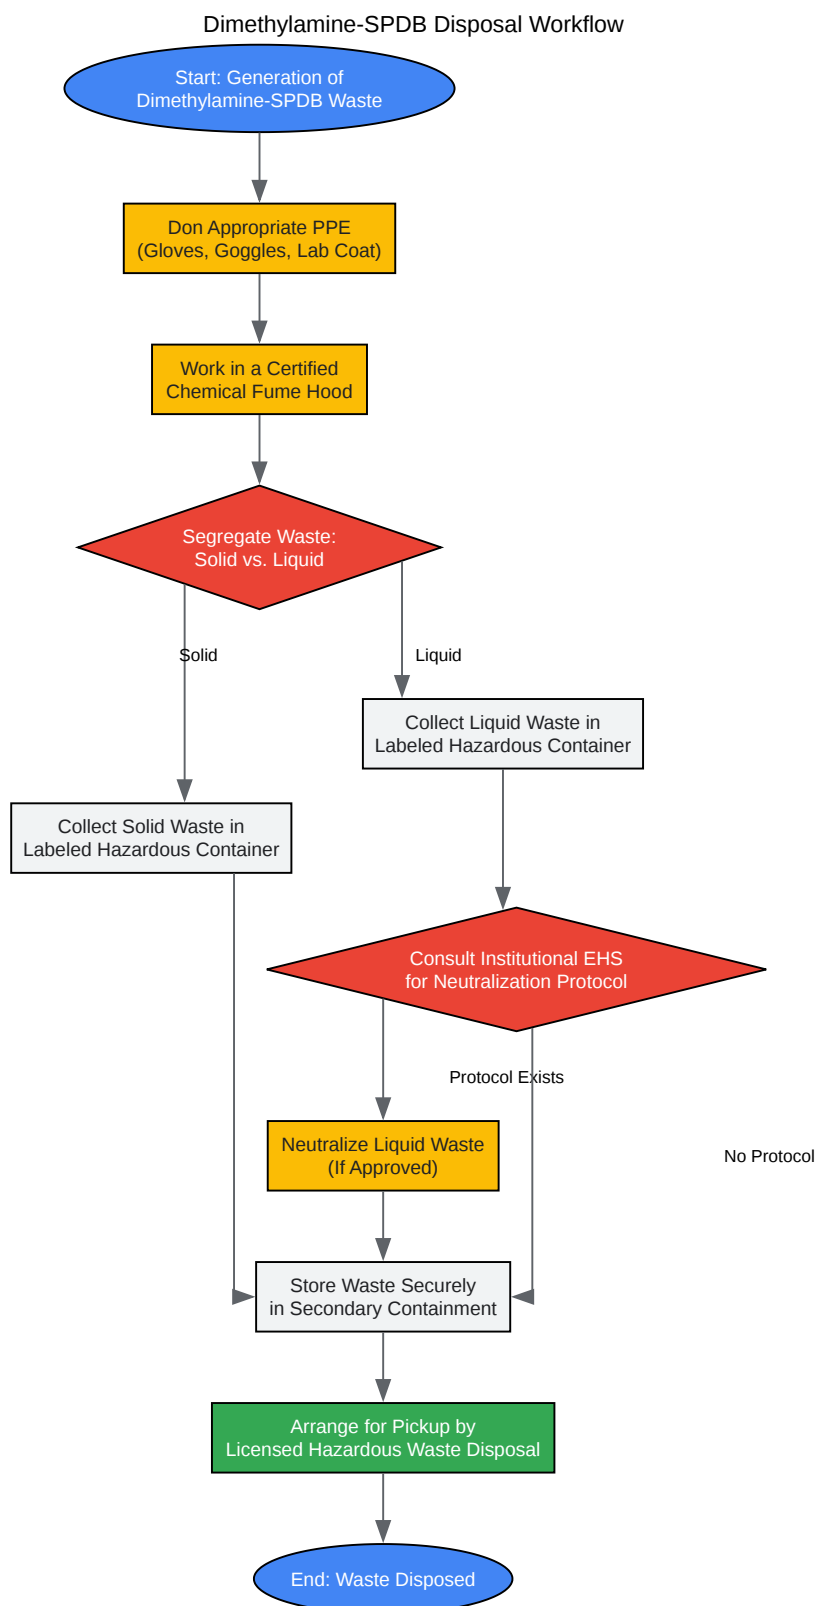 Dimethylamine-SPDB Disposal Workflow
Start: Generation of
Dimethylamine-SPDB Waste
Don Appropriate PPE
(Gloves, Goggles, Lab Coat)
Work in a Certified
Chemical Fume Hood
Segregate Waste:
Solid vs. Liquid
Solid
Liquid
Collect Liquid Waste in
Labeled Hazardous Container
Collect Solid Waste in
Labeled Hazardous Container
Consult Institutional EHS
for Neutralization Protocol
Protocol Exists
No Protocol
Neutralize Liquid Waste
(If Approved)
Store Waste Securely
in Secondary Containment
Arrange for Pickup by
Licensed Hazardous Waste Disposal
End: Waste Disposed